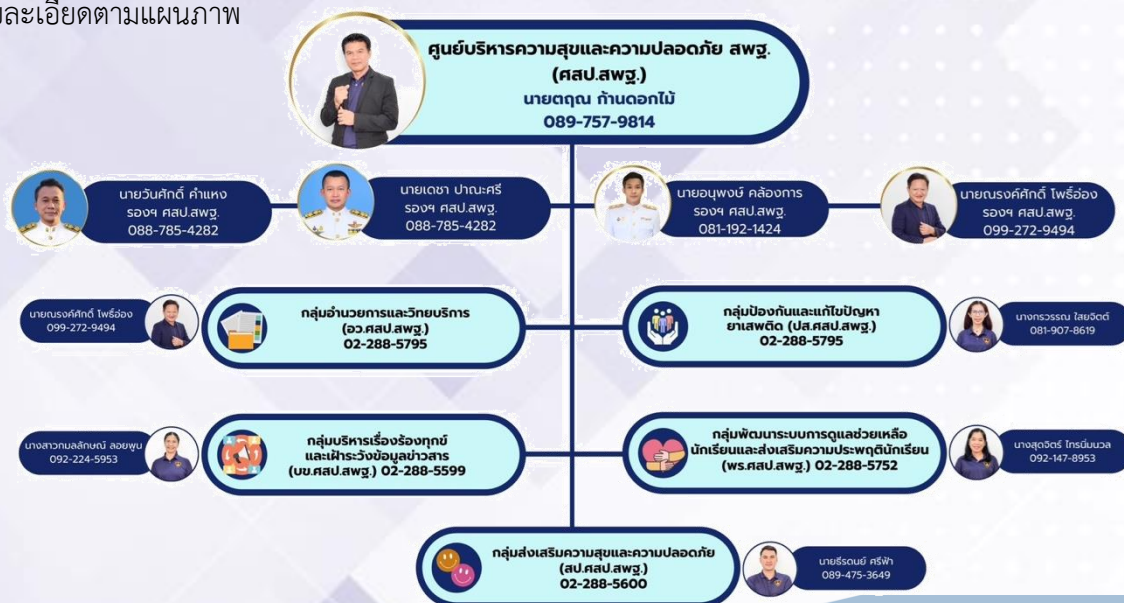 ละเอียดตามแผนภาพ
ศูนย์บริหารความสุขและความปลอดภัย สพฐ.
(ศสป.สพฐ.)
นายตฤณ ก้านดอกไม้
089-757-9814
นายวันศักดิ์ คำแหง
รองฯ ศสป.สพฐ.
088-785-4282
นายเดชา ปาณะศรี
รองฯ ศสป.สพฐ.
088-785-4282
นายอนุพงษ์ คล้องการ
รองฯ ศสป.สพฐ.
081-192-1424
นายณรงค์ศักดิ์ โพธิ์อ่อง
รองฯ ศสป.สพฐ.
099-272-9494
นายณรงค์ศักดิ์ โพธิ์อ่อง
099-272-9494
กลุ่มอำนวยการและวิทยบริการ
(อว.ศสป.สพฐ.)
02-288-5795
กลุ่มป้องกันและแก้ไขปัญหา
ยาเสพติด (ปส.ศสป.สพฐ.)
02-288-5795
นางกรวรรณ ไสยจิตต์
081-907-8619
นางสาวกมลลักษณ์ ลอยพูน
092-224-5953
กลุ่มบริหารเรื่องร้องทุกข์
และเฝ้าระวังข้อมูลข่าวสาร
(บข.ศสป.สพฐ.) 02-288-5599
กลุ่มพัฒนาระบบการดูแลช่วยเหลือ
นักเรียนและส่งเสริมความประพฤตินักเรียน
(พร.ศสป.สพฐ.) 02-288-5752
นางสุดจิตร์ ไทรนิ่มนวล
092-147-8953
กลุ่มส่งเสริมความสุขและความปลอดภัย
(สป.ศสป.สพฐ.)
02-288-5600
นายธีรดนย์ ศรีฟ้า
089-475-3649